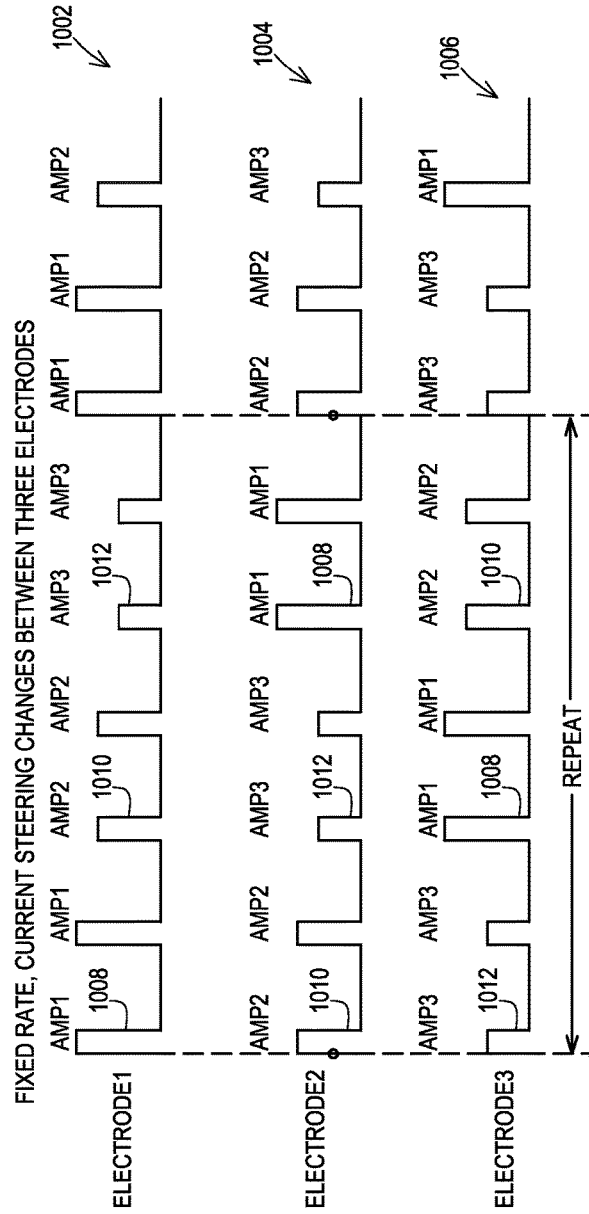 FIXED RATE, CURRENT STEERING CHANGES BETWEEN THREE ELECTRODES
1002
ELECTRODE1
AMP1 AMP1 AMP2 AMP2 AMP3 AMP3 AMP1 AMP1 AMP2
1008 1010 1012
1004
ELECTRODE2
AMP2 AMP2 AMP3 AMP3 AMP1 AMP1 AMP2 AMP2 AMP3
1010 1012 1008
1006
ELECTRODE3
AMP3 AMP3 AMP1 AMP1 AMP2 AMP2 AMP3 AMP3 AMP1
1012 1008 1010
REPEAT